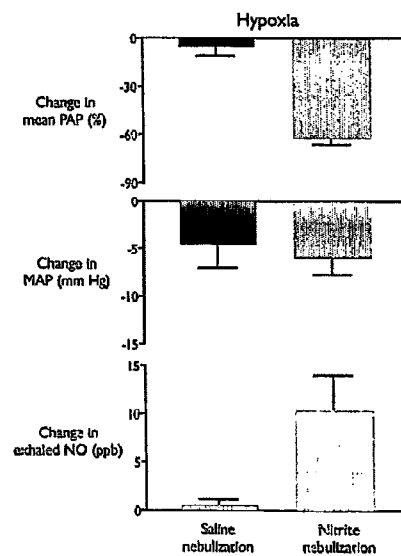 Hypoxia
0
-30
-60
-90
Change in
mean PAP (%)
0
-5
-10
-15
Change in
MAP (mm Hg)
15
10
5
0
Change in
exhaled NO (ppb)
Saline
nebulization
Nitrite
nebulization